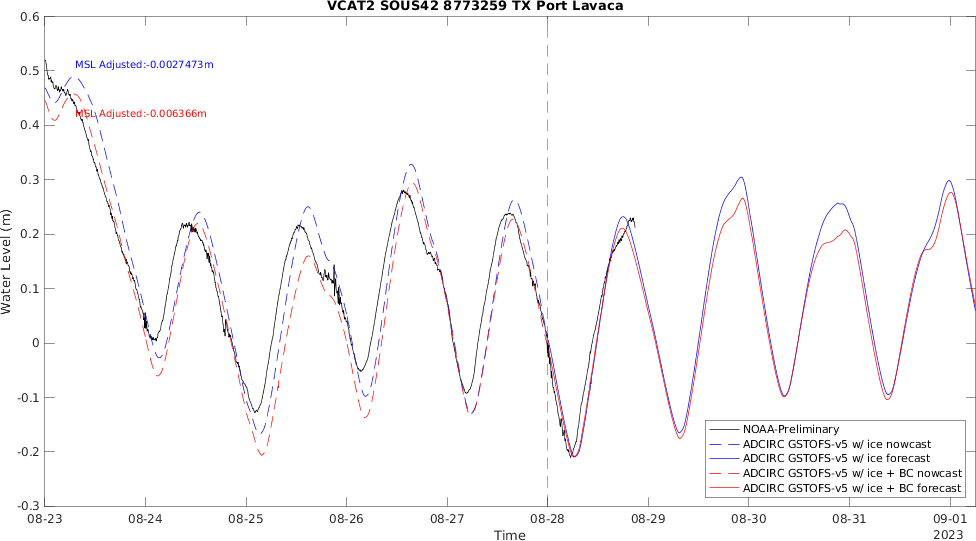 VCAT2 SOUS42 8773259 TX Port Lavaca
0.6
0.5
0.4
0.3
0.2
0.1
0
-0.1
-0.2
-0.3
Water Level (m)
MSL Adjusted:-0.0027473m
MSL Adjusted:-0.006366m
NOAA-Preliminary
ADCIRC GSTOFS-v5 w/ ice nowcast
ADCIRC GSTOFS-v5 w/ ice forecast
ADCIRC GSTOFS-v5 w/ ice + BC nowcast
ADCIRC GSTOFS-v5 w/ ice + BC forecast
08-23 08-24 08-25 08-26 08-27 08-28 08-29 08-30 08-31 09-01
2023
Time